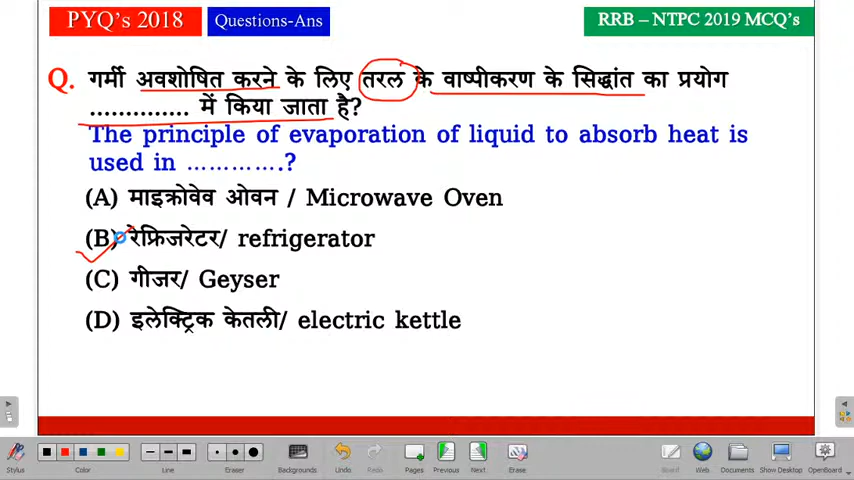 PYQ's 2018
Questions-Ans
RRB – NTPC 2019 MCQ's
Q. गर्मी अवशोषित करने के लिए तरल के वाष्पीकरण के सिद्धांत का प्रयोग
............... में किया जाता है?
The principle of evaporation of liquid to absorb heat is
used in ………….?
(A) माइक्रोवेव ओवन / Microwave Oven
(B) रेफ्रिजरेटर/ refrigerator
(C) गीजर/ Geyser
(D) इलेक्ट्रिक केतली/ electric kettle
Stylus
Color
Line
Eraser
Backgrounds
Undo
Redo
Pages
Previous
Next
Erase
Board
Web
Documents
Show Desktop
OpenBoard